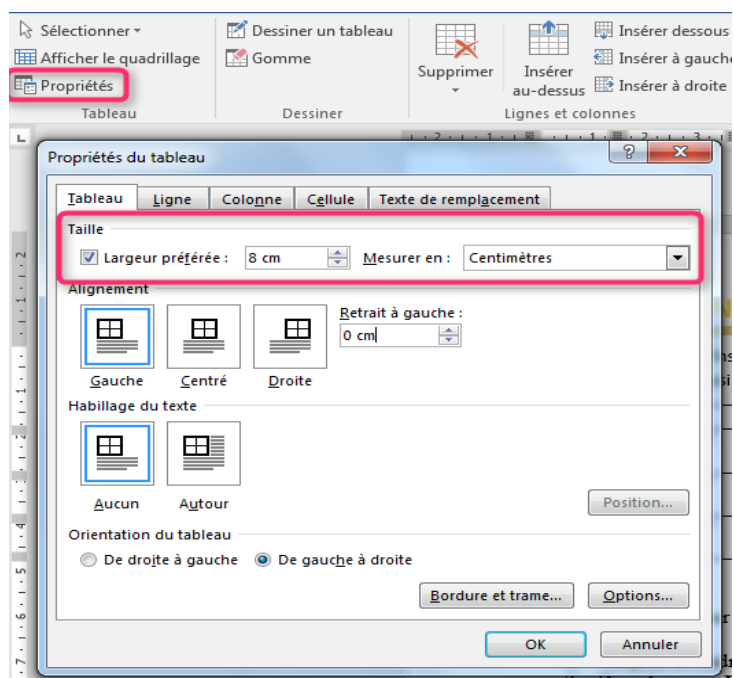 Sélectionner
Dessiner un tableau
Insérer dessous
Afficher le quadrillage
Gomme
Supprimer
Insérer
au-dessus
Insérer à gauche
Propriétés
Insérer à droite
Tableau
Dessiner
Lignes et colonnes
Propriétés du tableau
Tableau Ligne Colonne Cellule Texte de remplacement
Taille
Largeur préférée : 8 cm Mesurer en : Centimètres
Alignement
Retrait à gauche :
0 cm
Gauche Centré Droite
Habillage du texte
Aucun Autour
Position...
Orientation du tableau
De droite à gauche De gauche à droite
Bordure et trame... Options...
OK Annuler